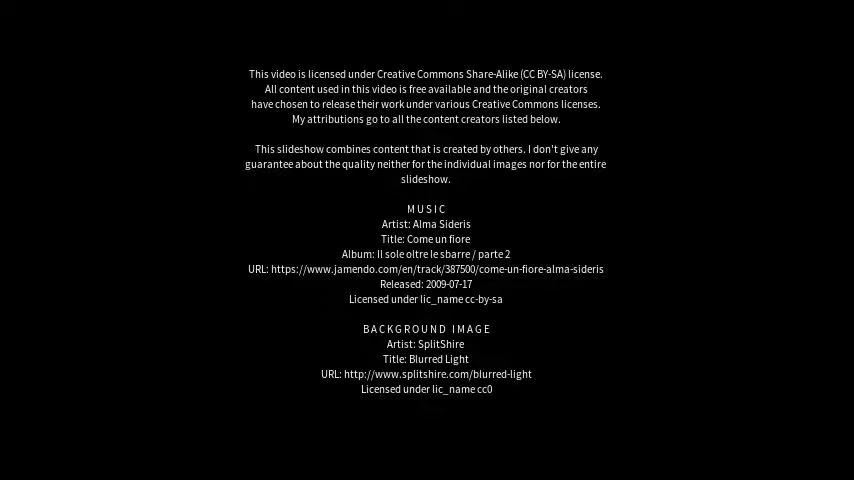 This video is licensed under Creative Commons Share-Alike (CC BY-SA) license.
All content used in this video is free available and the original creators
have chosen to release their work under various Creative Commons licenses.
My attributions go to all the content creators listed below.
This slideshow combines content that is created by others. I don't give any
guarantee about the quality neither for the individual images nor for the entire
slideshow.
MUSIC
Artist: Alma Sideris
Title: Come un fiore
Album: Il sole oltre le sbarre / parte 2
URL: https://www.jamendo.com/en/track/387500/come-un-fiore-alma-sideris
Released: 2009-07-17
Licensed under lic_name cc-by-sa
BACKGROUND IMAGE
Artist: SplitShire
Title: Blurred Light
URL: http://www.splitshire.com/blurred-light
Licensed under lic_name cc0